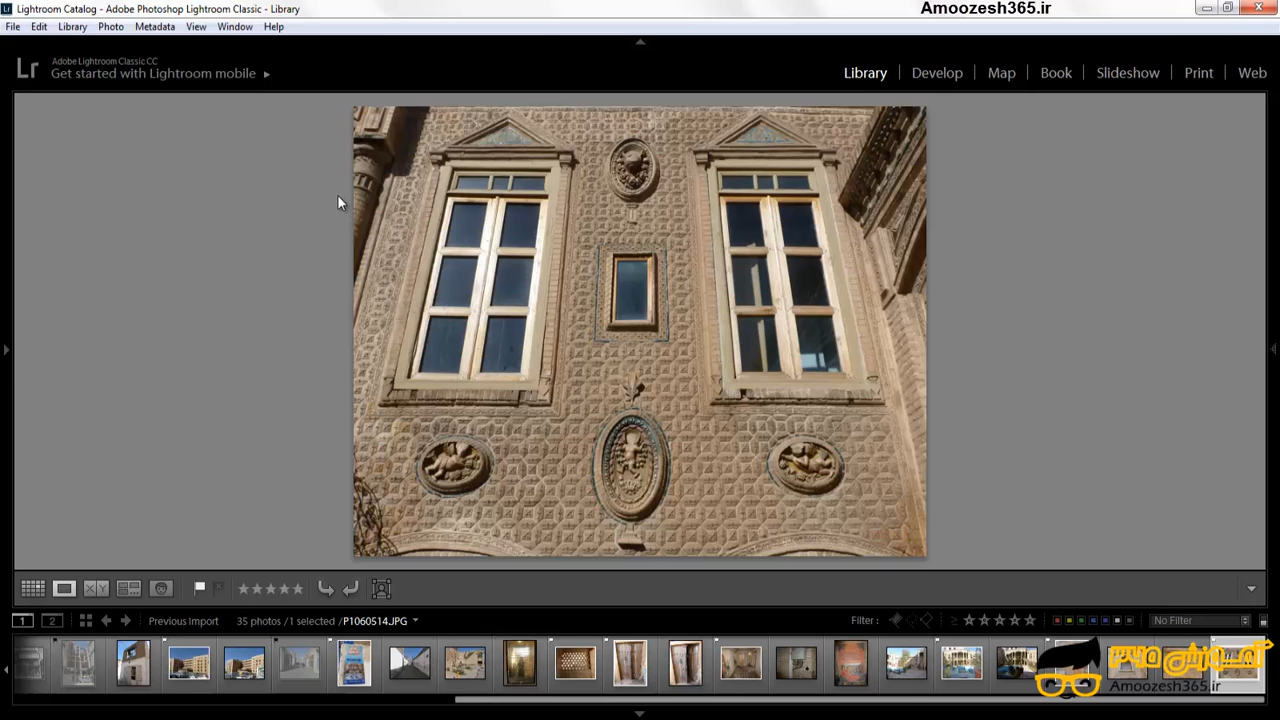 Lightroom Catalog - Adobe Photoshop Lightroom Classic - Library
Amoozesh365.ir
File Edit Library Photo Metadata View Window Help
Lr
Adobe Lightroom Classic CC
Get started with Lightroom mobile
Library Develop Map Book Slideshow Print Web
X Y
1 2 Previous Import 35 photos / 1 selected / P1060514.JPG Filter : No Filter
آموزش ۳۶۵
Amoozesh365.ir